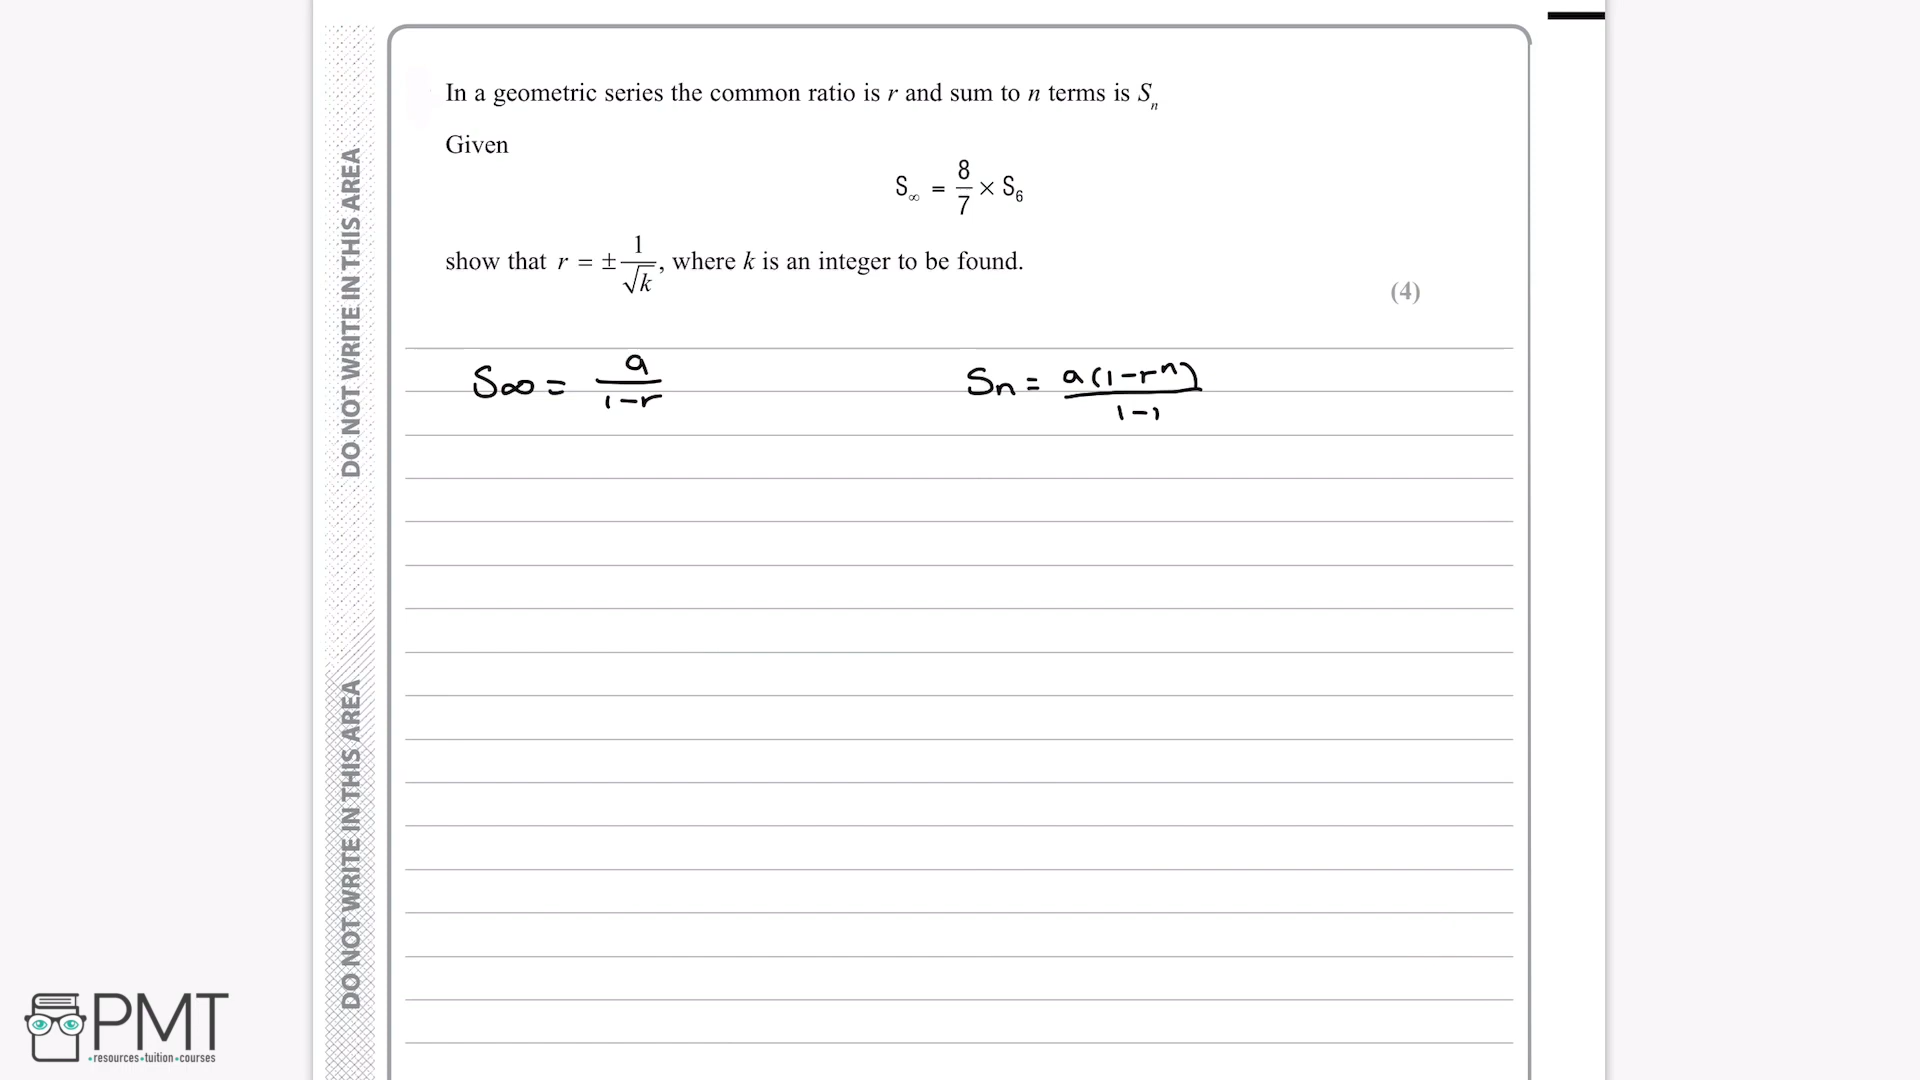 In a geometric series the common ratio is r and sum to n terms is Sₙ
Given
S∞ = 8/7 × S₆
show that r = ± 1/√k, where k is an integer to be found.
(4)
S∞ = a/(1-r)
Sn = a(1-rⁿ)/1-
DO NOT WRITE IN THIS AREA
DO NOT WRITE IN THIS AREA
PMT
•resources•tuition•courses